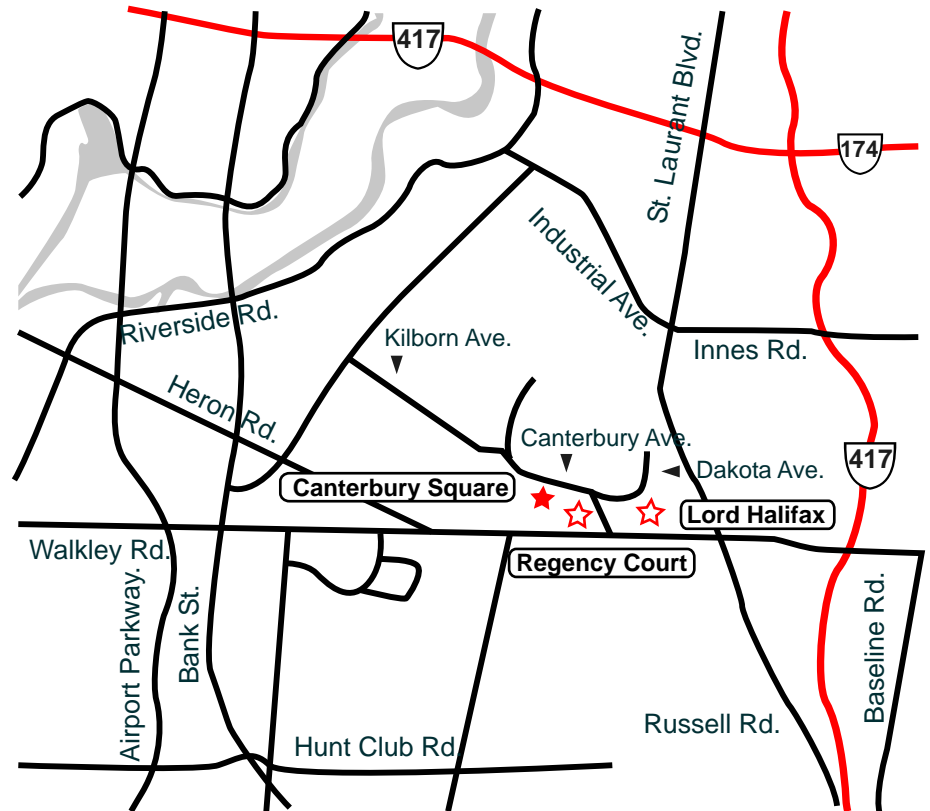 417
St. Laurant Blvd.
174
Industrial Ave.
Riverside Rd.
Kilborn Ave.
Innes Rd.
Heron Rd.
Canterbury Ave.
Dakota Ave.
417
Canterbury Square
Lord Halifax
Walkley Rd.
Regency Court
Airport Parkway.
Bank St.
Baseline Rd.
Russell Rd.
Hunt Club Rd.